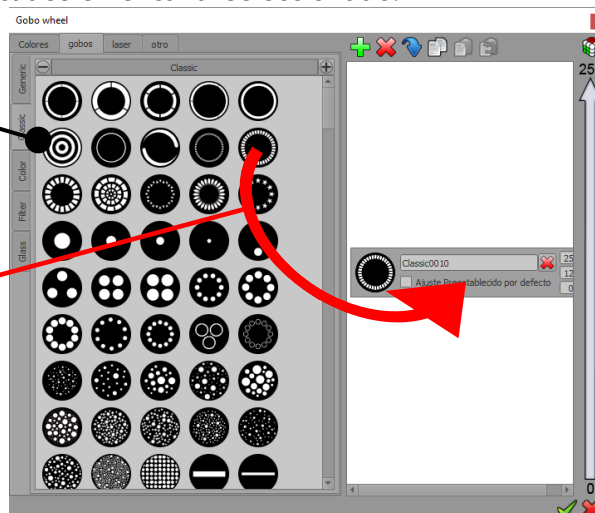 Gobo wheel
Colores gobos laser otro
Generic
Classic
Color
Filter
Glass
Classic
25
Classic0010
25
12
0
Ajuste Preestablecido por defecto
0